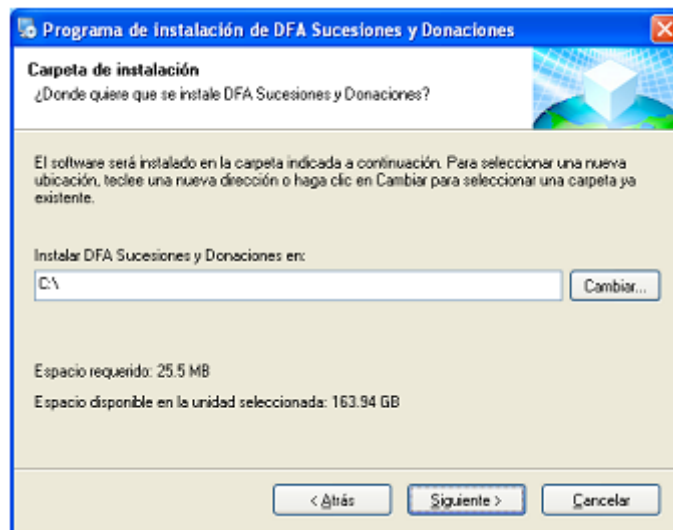 Programa de instalación de DFA Sucesiones y Donaciones
Carpeta de instalación
¿Donde quiere que se instale DFA Sucesiones y Donaciones?
El software será instalado en la carpeta indicada a continuación. Para seleccionar una nueva
ubicación, teclee una nueva dirección o haga clic en Cambiar para seleccionar una carpeta ya
existente.
Instalar DFA Sucesiones y Donaciones en:
C:\
Cambiar...
Espacio requerido: 25.5 MB
Espacio disponible en la unidad seleccionada: 163.94 GB
< Atrás
Siguiente >
Cancelar